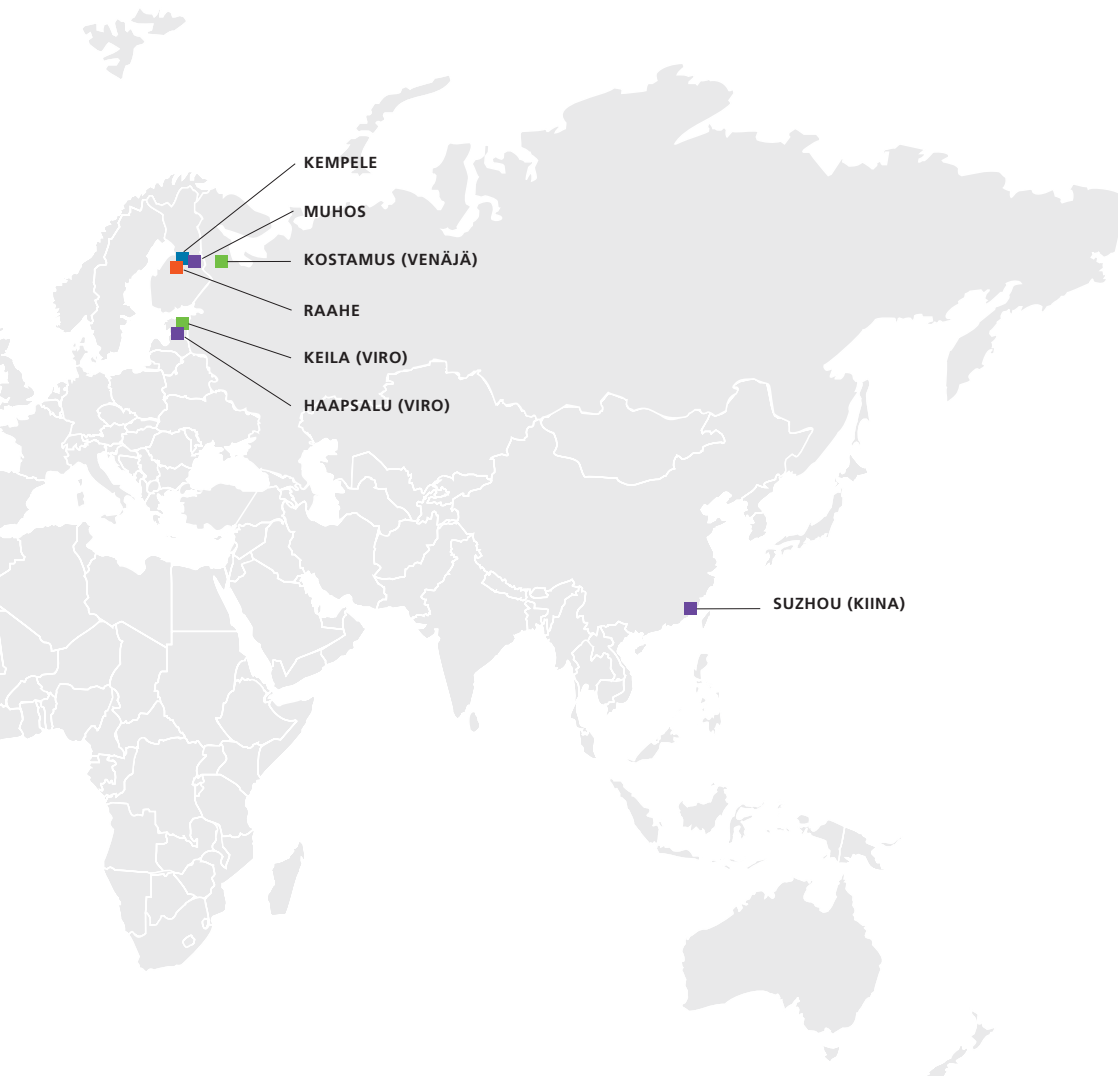 KEMPELE
MUHOS
KOSTAMUS (VENÄJÄ)
RAAHE
KEILA (VIRO)
HAAPSALU (VIRO)
SUZHOU (KIINA)